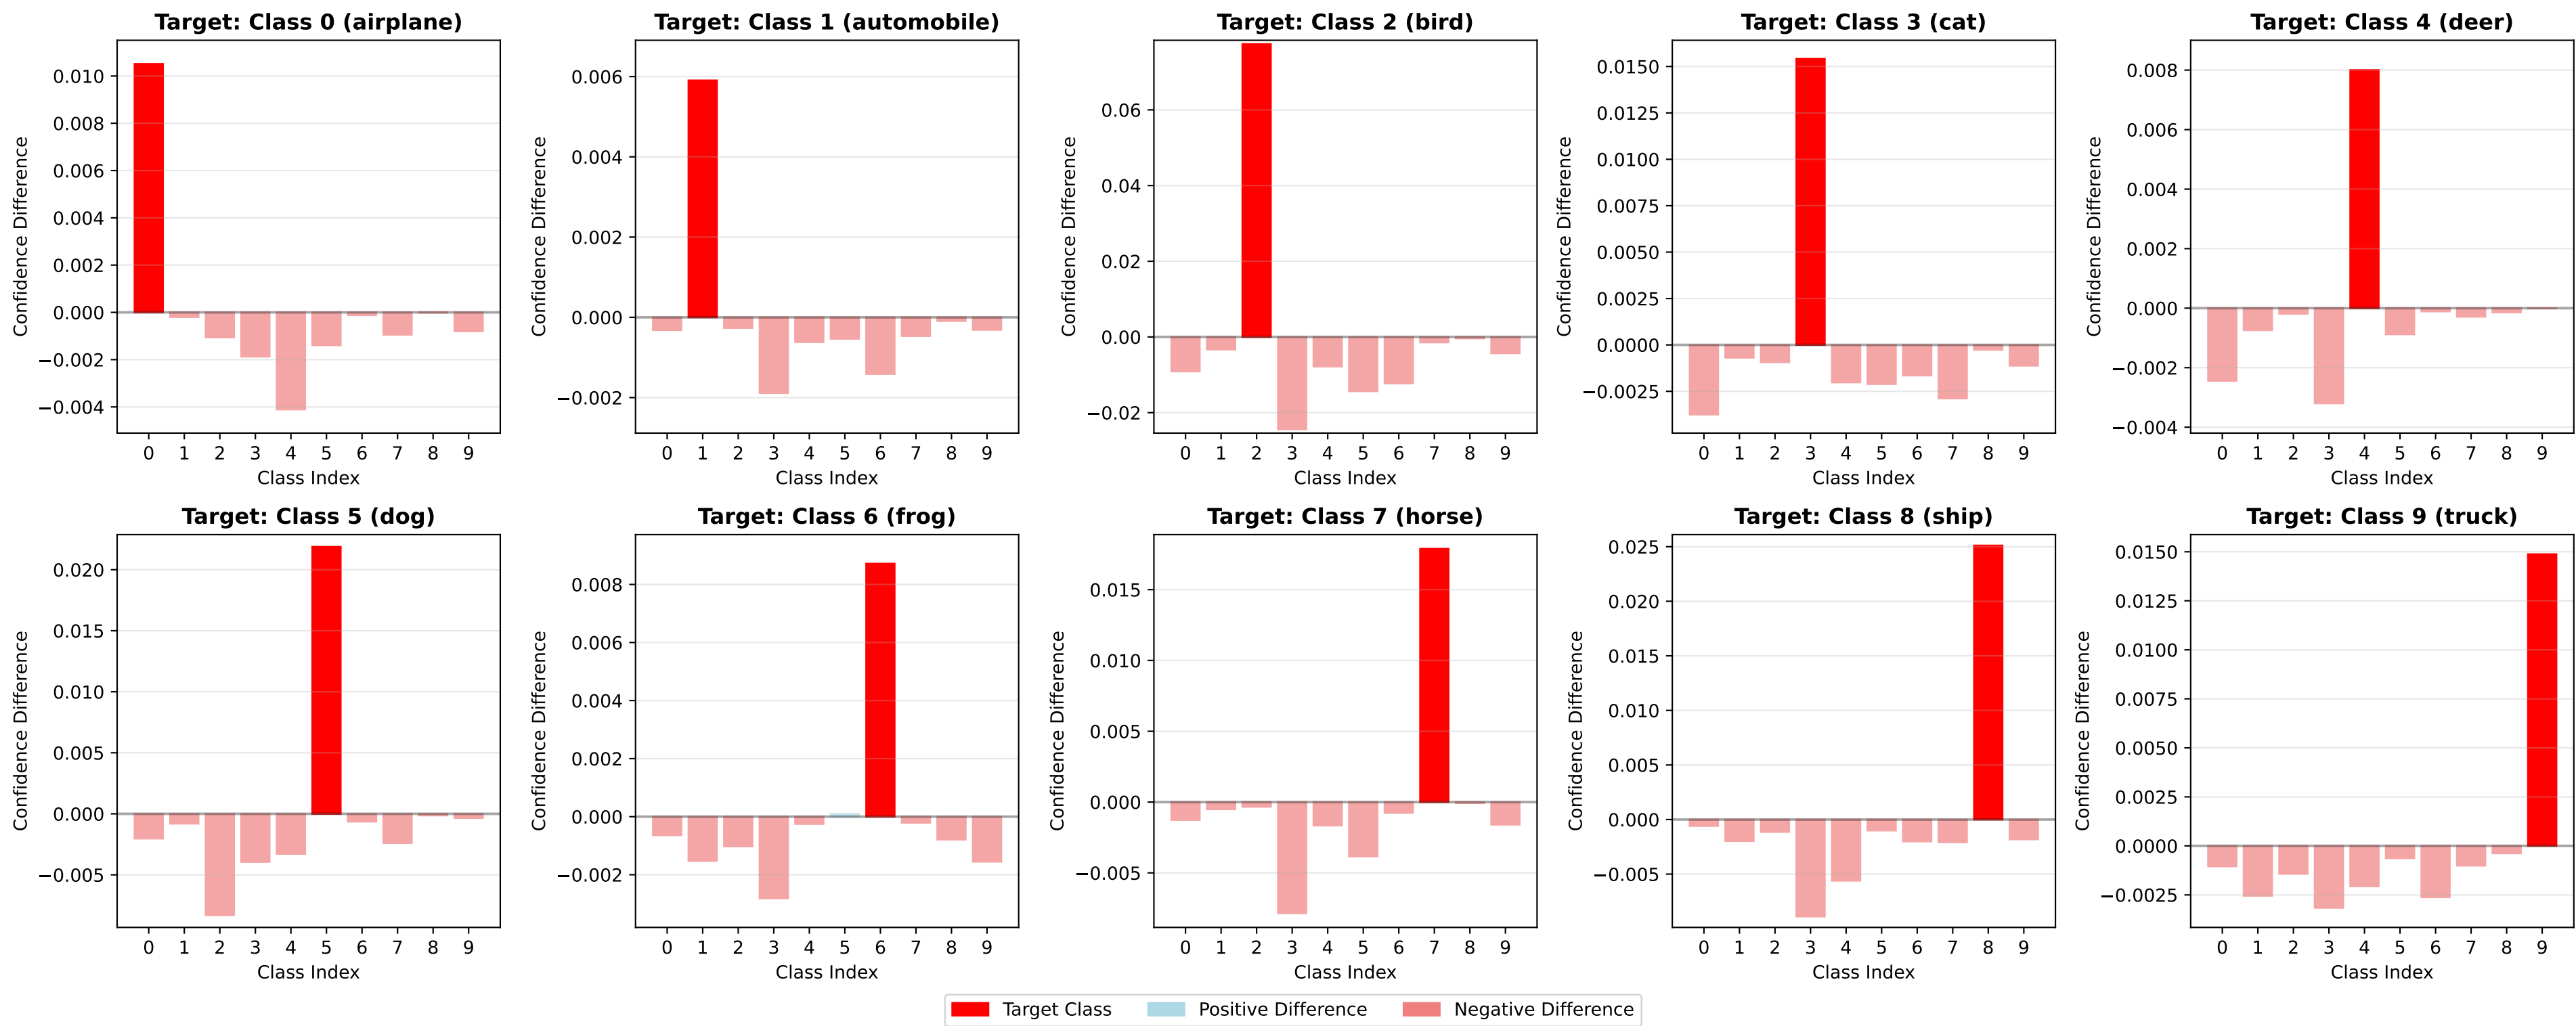 Target: Class 0 (airplane)
Confidence Difference
0.010
0.008
0.006
0.004
0.002
0.000
−0.002
−0.004
0 1 2 3 4 5 6 7 8 9
Class Index
Target: Class 1 (automobile)
Confidence Difference
0.006
0.004
0.002
0.000
−0.002
0 1 2 3 4 5 6 7 8 9
Class Index
Target: Class 2 (bird)
Confidence Difference
0.06
0.04
0.02
0.00
−0.02
0 1 2 3 4 5 6 7 8 9
Class Index
Target: Class 3 (cat)
Confidence Difference
0.0150
0.0125
0.0100
0.0075
0.0050
0.0025
0.0000
−0.0025
0 1 2 3 4 5 6 7 8 9
Class Index
Target: Class 4 (deer)
Confidence Difference
0.008
0.006
0.004
0.002
0.000
−0.002
−0.004
0 1 2 3 4 5 6 7 8 9
Class Index
Target: Class 5 (dog)
Confidence Difference
0.020
0.015
0.010
0.005
0.000
−0.005
0 1 2 3 4 5 6 7 8 9
Class Index
Target: Class 6 (frog)
Confidence Difference
0.008
0.006
0.004
0.002
0.000
−0.002
0 1 2 3 4 5 6 7 8 9
Class Index
Target: Class 7 (horse)
Confidence Difference
0.015
0.010
0.005
0.000
−0.005
0 1 2 3 4 5 6 7 8 9
Class Index
Target: Class 8 (ship)
Confidence Difference
0.025
0.020
0.015
0.010
0.005
0.000
−0.005
0 1 2 3 4 5 6 7 8 9
Class Index
Target: Class 9 (truck)
Confidence Difference
0.0150
0.0125
0.0100
0.0075
0.0050
0.0025
0.0000
−0.0025
0 1 2 3 4 5 6 7 8 9
Class Index
Target Class Positive Difference Negative Difference